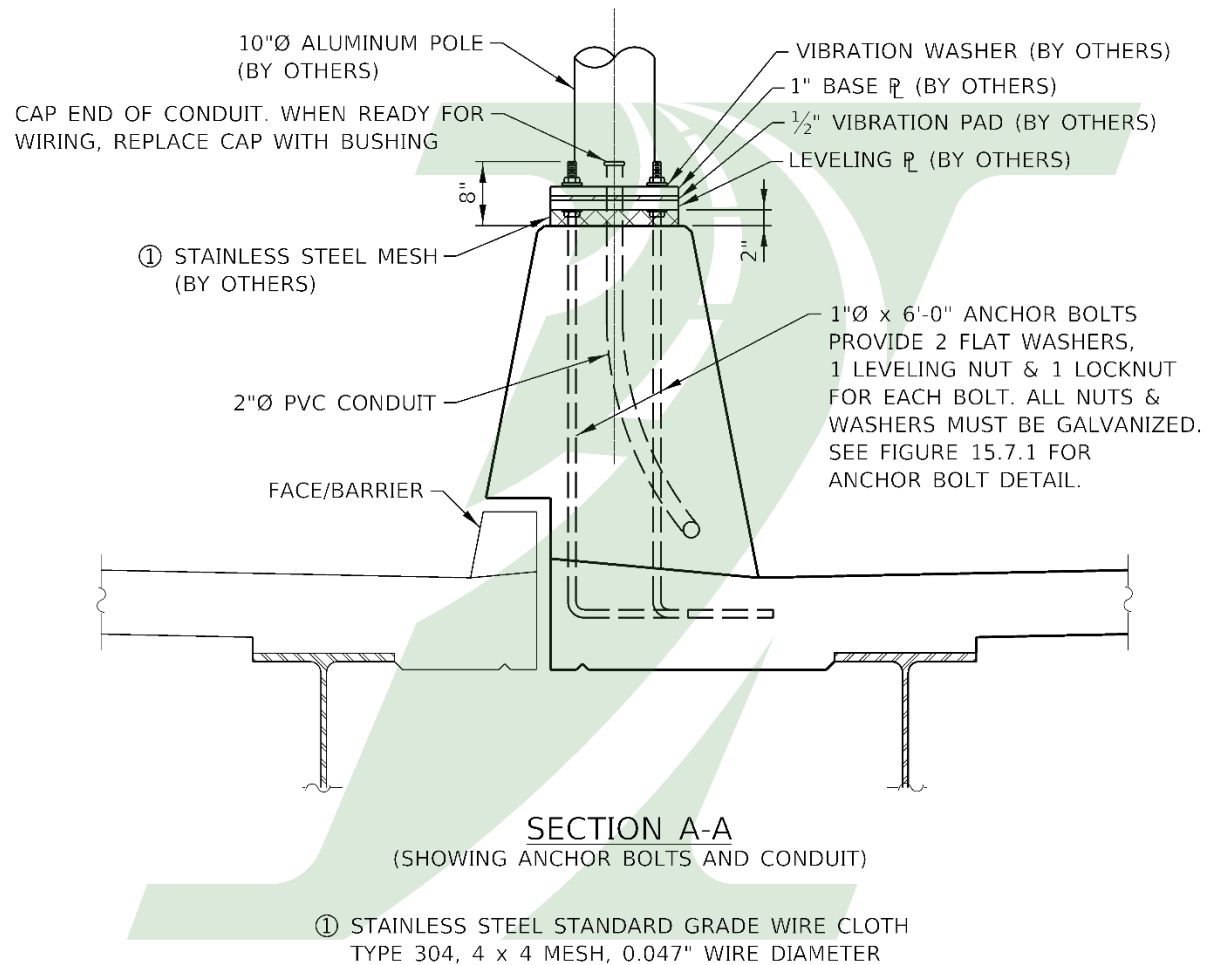 10"Ø ALUMINUM POLE
(BY OTHERS)
CAP END OF CONDUIT. WHEN READY FOR
WIRING, REPLACE CAP WITH BUSHING
VIBRATION WASHER (BY OTHERS)
1" BASE ℄ (BY OTHERS)
½" VIBRATION PAD (BY OTHERS)
LEVELING ℄ (BY OTHERS)
8"
2"
① STAINLESS STEEL MESH
(BY OTHERS)
1"Ø x 6'-0" ANCHOR BOLTS
PROVIDE 2 FLAT WASHERS,
1 LEVELING NUT & 1 LOCKNUT
FOR EACH BOLT. ALL NUTS &
WASHERS MUST BE GALVANIZED.
SEE FIGURE 15.7.1 FOR
ANCHOR BOLT DETAIL.
2"Ø PVC CONDUIT
FACE/BARRIER
SECTION A-A
(SHOWING ANCHOR BOLTS AND CONDUIT)
① STAINLESS STEEL STANDARD GRADE WIRE CLOTH
TYPE 304, 4 x 4 MESH, 0.047" WIRE DIAMETER